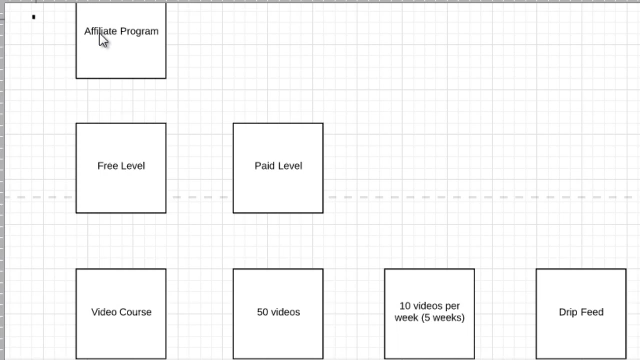 Affiliate Program
Free Level
Paid Level
Video Course
50 videos
10 videos per
week (5 weeks)
Drip Feed